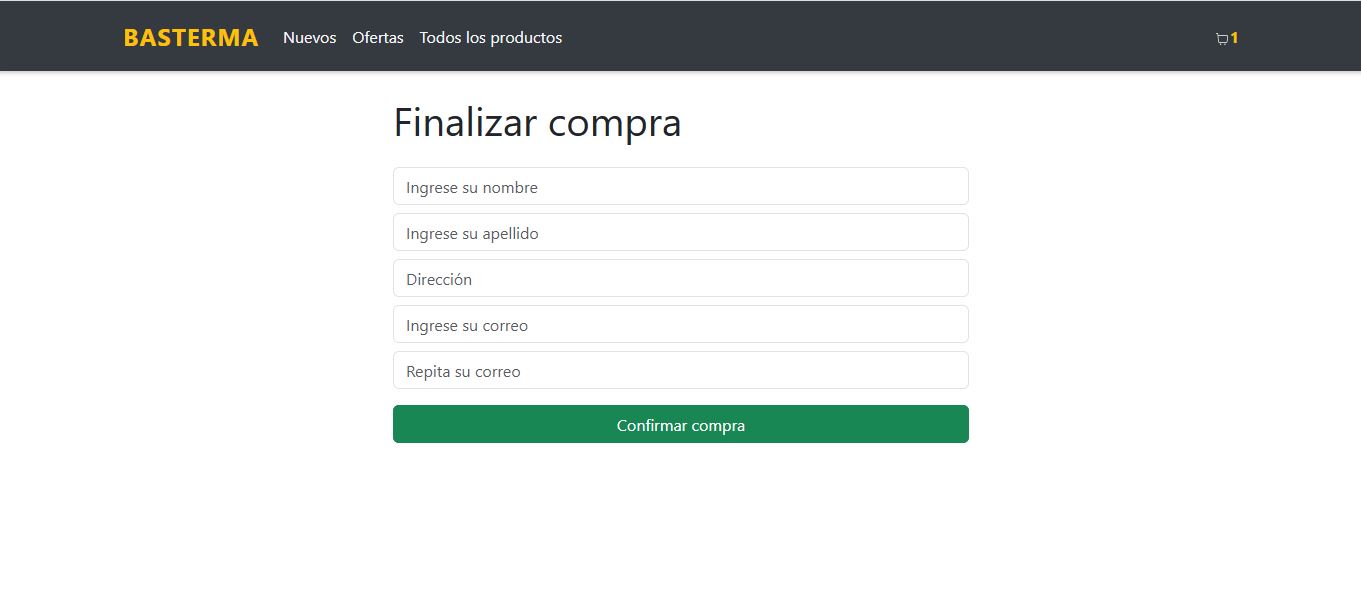 BASTERMA Nuevos Ofertas Todos los productos 1
Finalizar compra
Ingrese su nombre
Ingrese su apellido
Dirección
Ingrese su correo
Repita su correo
Confirmar compra